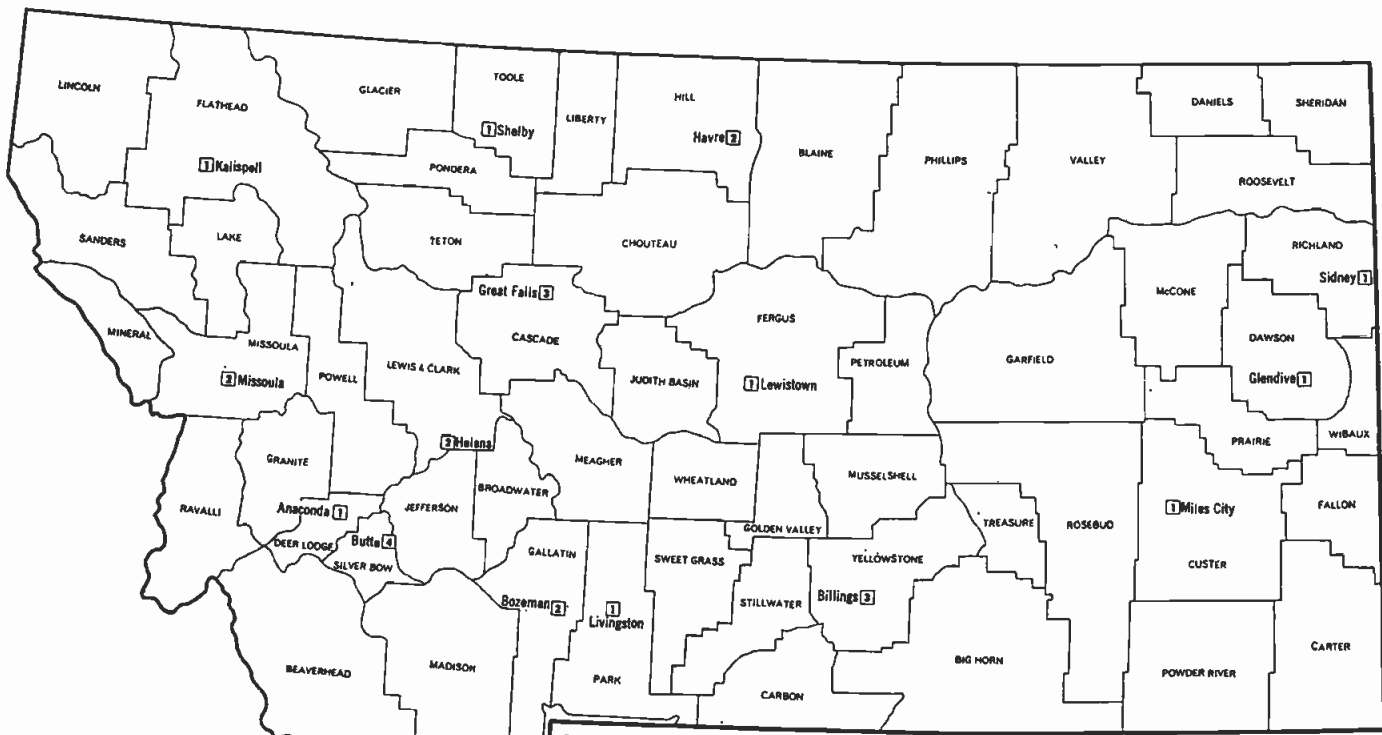 LINCOLN
FLATHEAD
GLACIER
TOOLE
LIBERTY
HILL
BLAINE
PHILLIPS
VALLEY
DANIELS
SHERIDAN
1 Shelby
Havre 2
1 Kalispell
PONDERA
ROOSEVELT
SANDERS
LAKE
TETON
CHOUTEAU
RICHLAND
Sidney 1
Great Falls 3
McCONE
MINERAL
MISSOULA
FERGUS
CASCADE
DAWSON
LEWIS & CLARK
POWELL
2 Missoula
JUDITH BASIN
1 Lewistown
PETROLEUM
GARFIELD
Glendive 1
2 Helena
PRAIRIE
WIBAUX
GRANITE
MEAGHER
WHEATLAND
MUSSELSHELL
BROADWATER
RAVALLI
Anaconda 1
JEFFERSON
GOLDEN VALLEY
TREASURE
ROSEBUD
1 Miles City
FALLON
DEER LODGE
Butte 4
SILVER BOW
GALLATIN
SWEET GRASS
YELLOWSTONE
CUSTER
Bozeman 2
1
Livingston
STILLWATER
Billings 3
BEAVERHEAD
MADISON
PARK
CARBON
BIG HORN
POWDER RIVER
CARTER